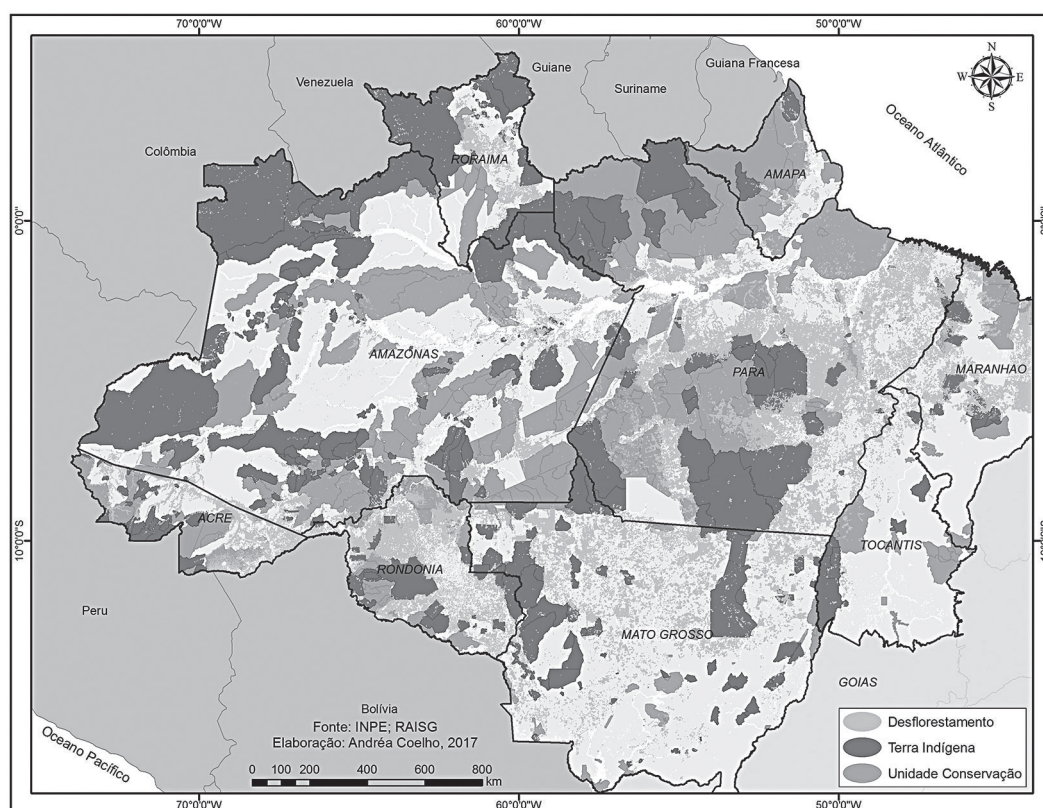 70°0'0"W
60°0'0"W
50°0'0"W
N
W
E
S
Venezuela
Guiane
Suriname
Guiana Francesa
Oceano Atlântico
Colômbia
RORAIMA
AMAPA
0°0'0"
AMAZONAS
PARA
MARANHAO
ACRE
RONDONIA
TOCANTIS
10°0'0"S
Peru
MATO GROSSO
GOIAS
Bolívia
Fonte: INPE; RAISG
Elaboração: Andréa Coelho, 2017
0 100 200 400 600 800
km
Oceano Pacífico
Desflorestamento
Terra Indígena
Unidade Conservação
70°0'0"W
60°0'0"W
50°0'0"W